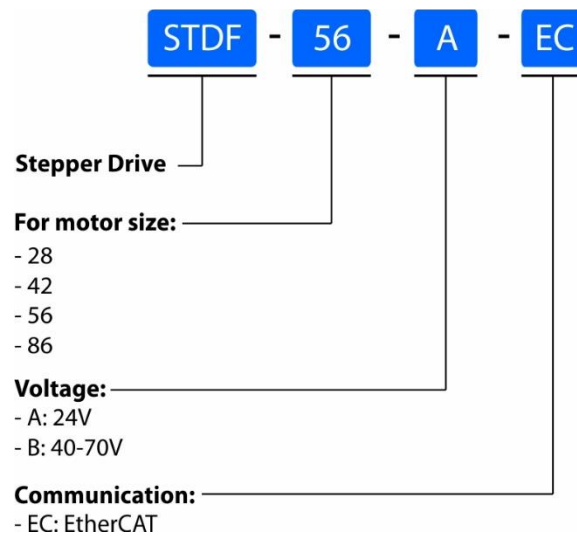 STDF - 56 - A - EC
Stepper Drive
For motor size:
- 28
- 42
- 56
- 86
Voltage:
- A: 24V
- B: 40-70V
Communication:
- EC: EtherCAT